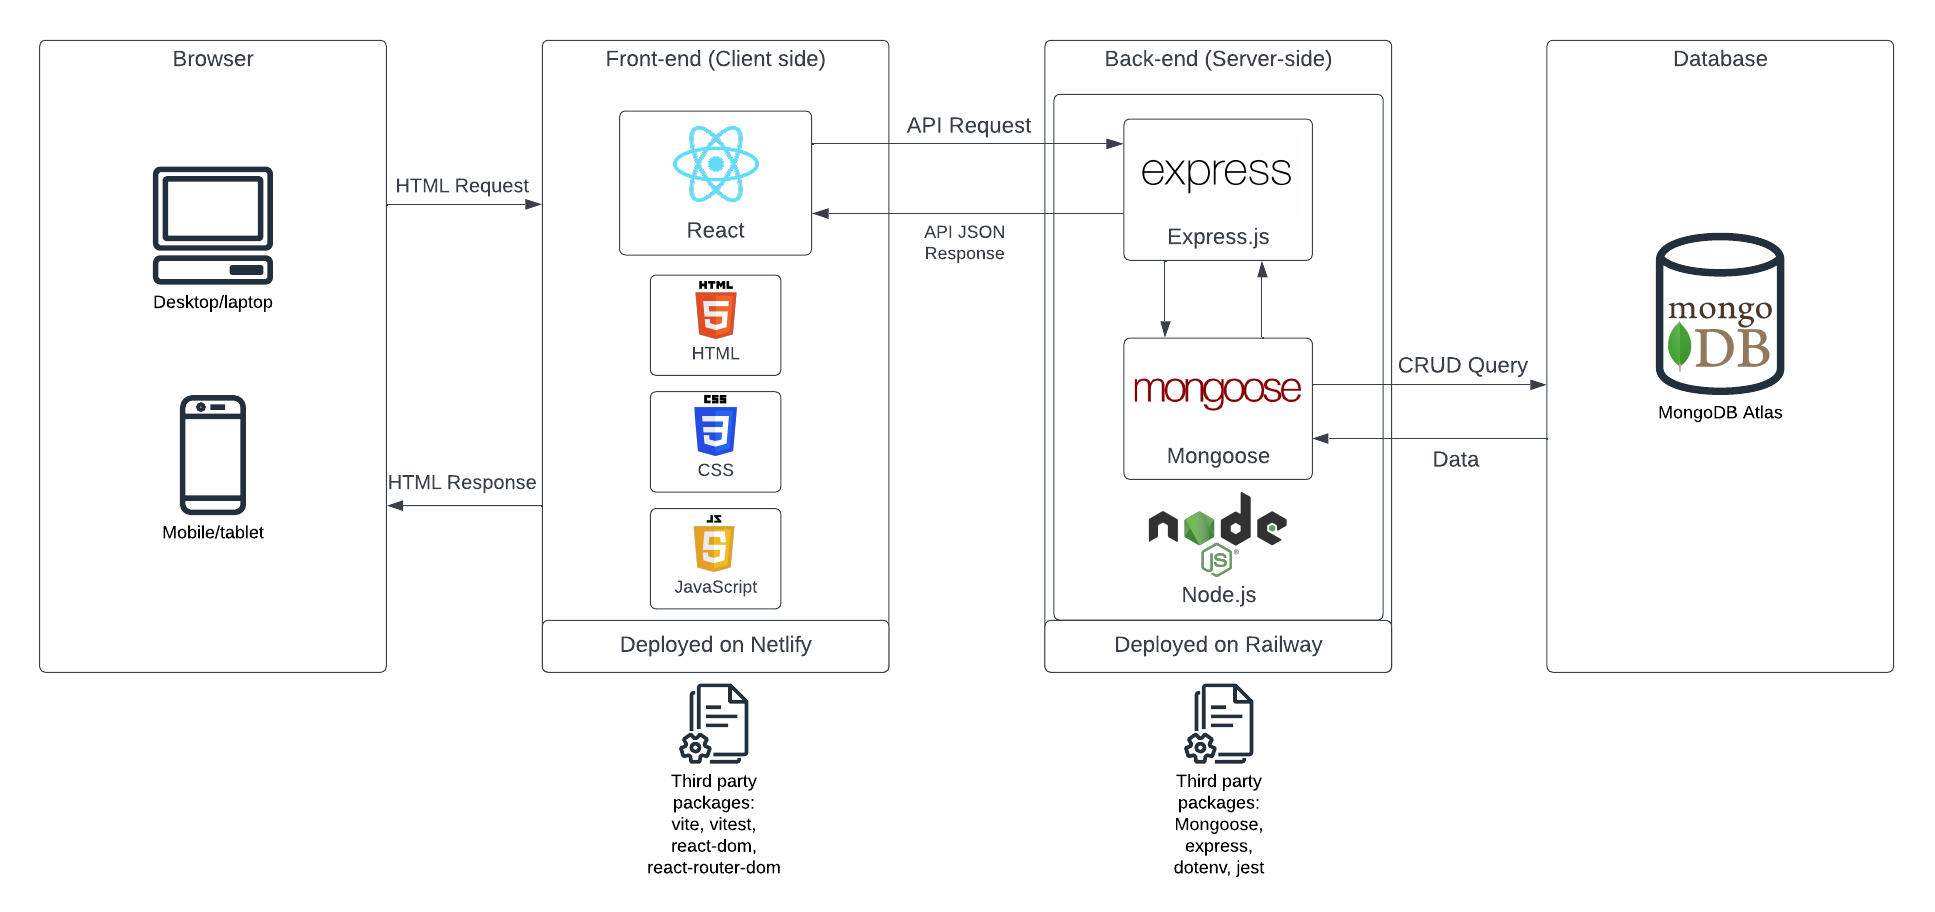 Browser
Desktop/laptop
Mobile/tablet
HTML Request
HTML Response
Front-end (Client side)
React
HTML
5
HTML
CSS
3
CSS
JS
5
JavaScript
Deployed on Netlify
Third party
packages:
vite, vitest,
react-dom,
react-router-dom
API Request
API JSON
Response
Back-end (Server-side)
express
Express.js
mongoose
Mongoose
node
JS®
Node.js
Deployed on Railway
Third party
packages:
Mongoose,
express,
dotenv, jest
CRUD Query
Data
Database
mongo
DB
MongoDB Atlas